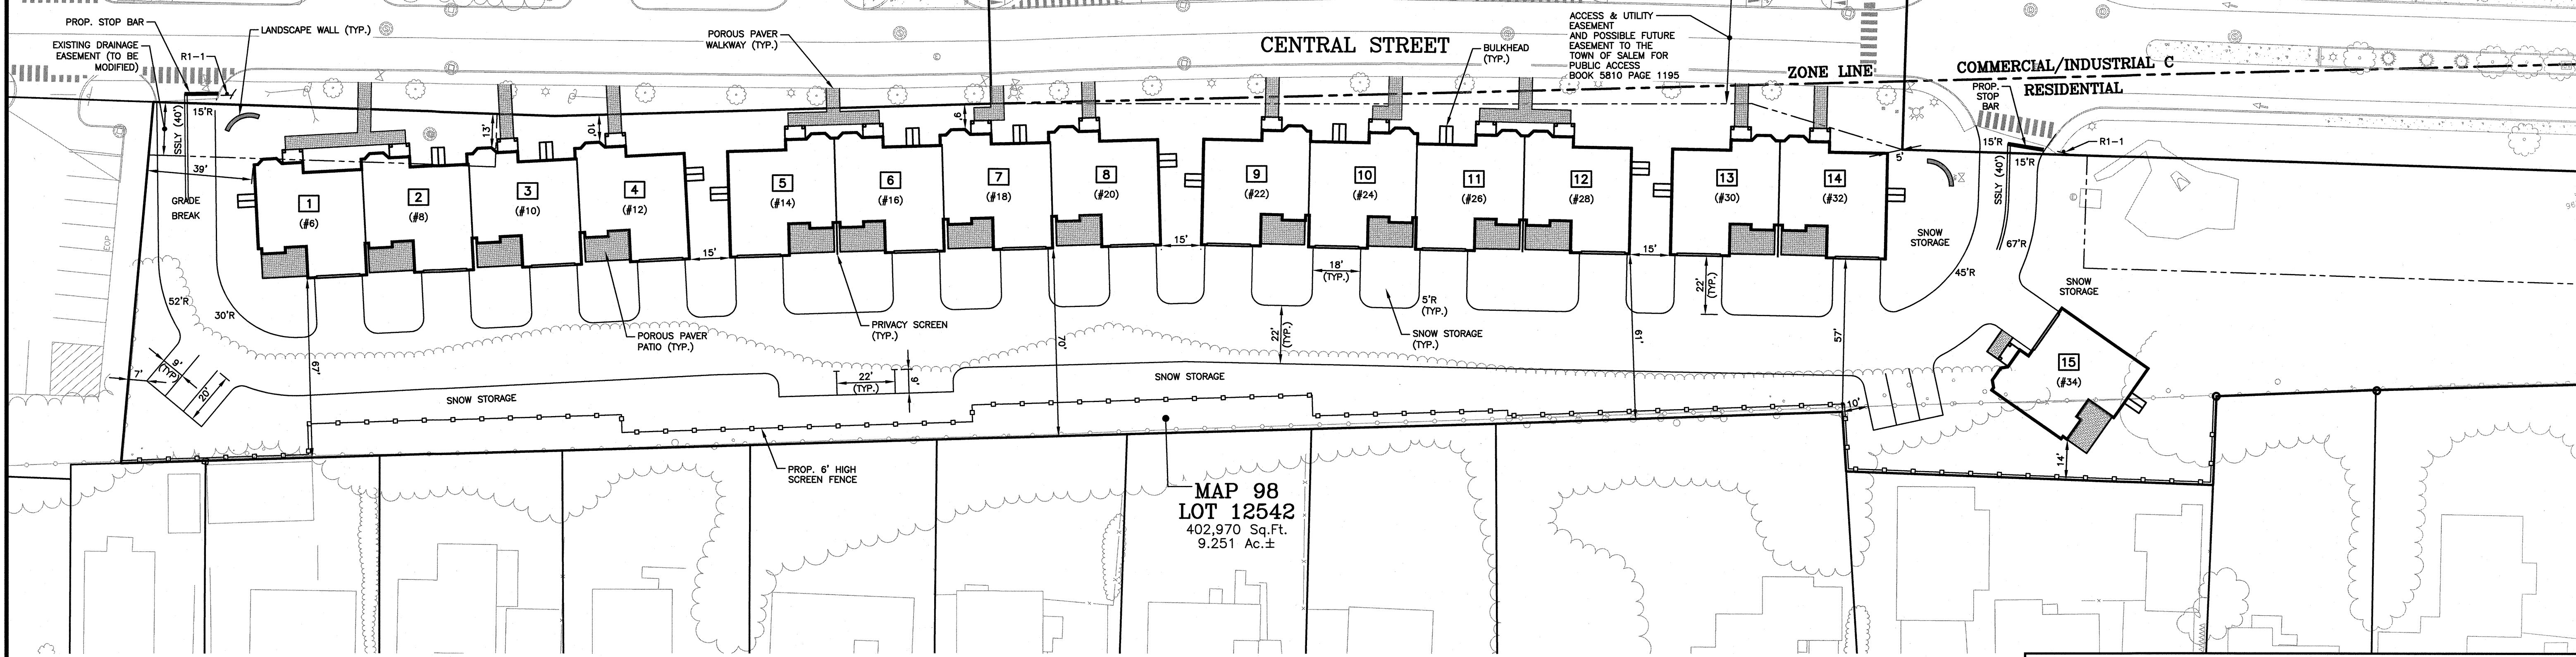 PROP. STOP BAR
LANDSCAPE WALL (TYP.)
EXISTING DRAINAGE
EASEMENT (TO BE
MODIFIED)
R1-1
POROUS PAVER
WALKWAY (TYP.)
CENTRAL STREET
BULKHEAD
(TYP.)
ACCESS & UTILITY
EASEMENT
AND POSSIBLE FUTURE
EASEMENT TO THE
TOWN OF SALEM FOR
PUBLIC ACCESS
BOOK 5810 PAGE 1195
ZONE LINE
COMMERCIAL/INDUSTRIAL C
RESIDENTIAL
PROP.
STOP
BAR
R1-1
SSLY (40')
15'R
39'
GRADE
BREAK
EOP
13'
10'
9'
15'R
15'R
5'
SSLY (40')
1
(#6)
2
(#8)
3
(#10)
4
(#12)
5
(#14)
6
(#16)
7
(#18)
8
(#20)
9
(#22)
10
(#24)
11
(#26)
12
(#28)
13
(#30)
14
(#32)
15'
15'
15'
SNOW
STORAGE
67'R
45'R
SNOW
STORAGE
52'R
30'R
POROUS PAVER
PATIO (TYP.)
PRIVACY SCREEN
(TYP.)
18'
(TYP.)
5'R
(TYP.)
SNOW STORAGE
(TYP.)
22'
(TYP.)
22'
(TYP.)
67'
70'
61'
57'
7'
9'
(TYP)
20'
SNOW STORAGE
22'
(TYP.)
9'
SNOW STORAGE
10'
15
(#34)
14'
PROP. 6' HIGH
SCREEN FENCE
MAP 98
LOT 12542
402,970 Sq.Ft.
9.251 Ac.±